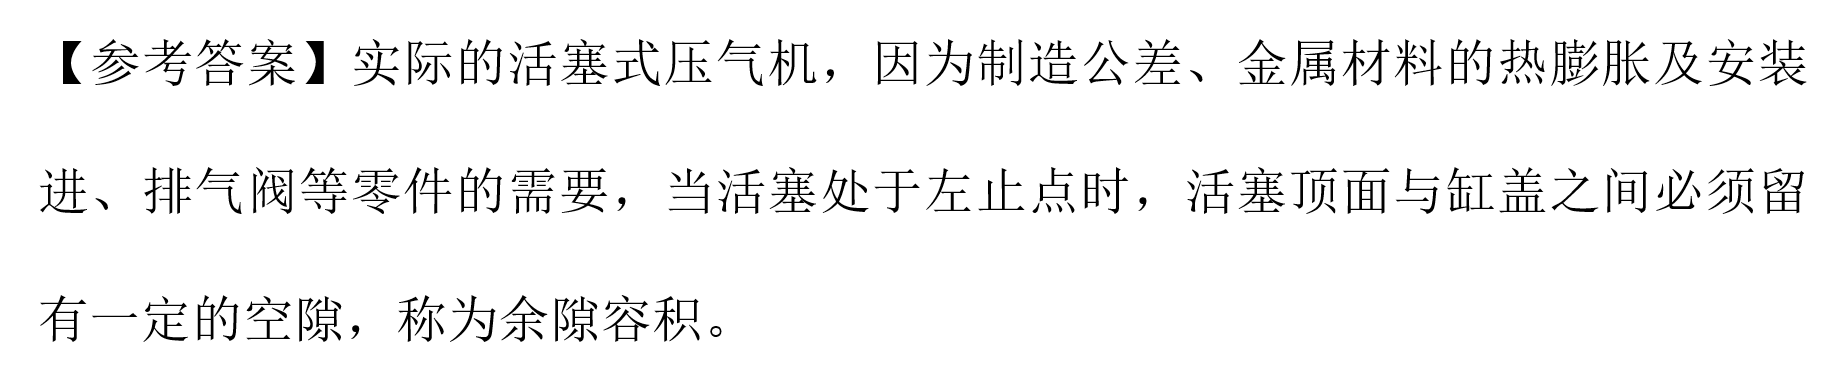 【参考答案】实际的活塞式压气机，因为制造公差、金属材料的热膨胀及安装
进、排气阀等零件的需要，当活塞处于左止点时，活塞顶面与缸盖之间必须留
有一定的空隙，称为余隙容积。